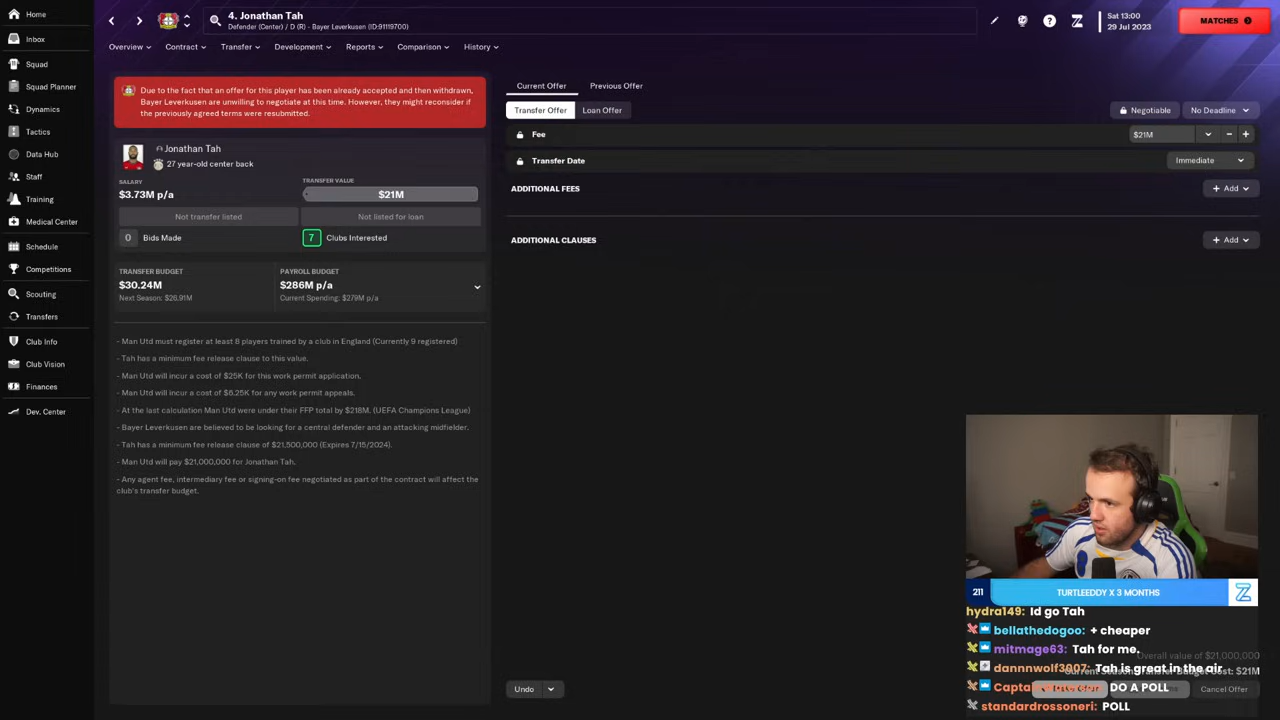 Home
4. Jonathan Tah
Defender (Center) / D (R) - Bayer Leverkusen (ID:91119700)
Sat 13:00
29 Jul 2023
MATCHES
Inbox
Squad
Squad Planner
Dynamics
Tactics
Data Hub
Staff
Training
Medical Center
Schedule
Competitions
Scouting
Transfers
Club Info
Club Vision
Finances
Dev. Center
Overview
Contract
Transfer
Development
Reports
Comparison
History
Due to the fact that an offer for this player has been already accepted and then withdrawn,
Bayer Leverkusen are unwilling to negotiate at this time. However, they might reconsider if
the previously agreed terms were resubmitted.
Jonathan Tah
27 year-old center back
SALARY
$3.73M p/a
TRANSFER VALUE
$21M
Not transfer listed
Not listed for loan
0 Bids Made
7 Clubs Interested
TRANSFER BUDGET
$30.24M
Next Season: $26.91M
PAYROLL BUDGET
$286M p/a
Current Spending: $279M p/a
- Man Utd must register at least 8 players trained by a club in England (Currently 9 registered)
- Tah has a minimum fee release clause to this value.
- Man Utd will incur a cost of $25K for this work permit application.
- Man Utd will incur a cost of $6.25K for any work permit appeals.
- At the last calculation Man Utd were under their FFP total by $218M. (UEFA Champions League)
- Bayer Leverkusen are believed to be looking for a central defender and an attacking midfielder.
- Tah has a minimum fee release clause of $21,500,000 (Expires 7/15/2024).
- Man Utd will pay $21,000,000 for Jonathan Tah.
- Any agent fee, intermediary fee or signing-on fee negotiated as part of the contract will affect the
club's transfer budget.
Current Offer
Previous Offer
Transfer Offer
Loan Offer
Negotiable
No Deadline
Fee
$21M
Transfer Date
Immediate
ADDITIONAL FEES
+ Add
ADDITIONAL CLAUSES
+ Add
Undo
211
TURTLEEDDY X 3 MONTHS
hydra149: Id go Tah
bellathedogoo: + cheaper
mitmage63: Tah for me.
Overall value of $21,000,000
dannnwolf3007: Tah is great in the air
Transfer Budget Cost: $21M
DO A POLL
Cancel Offer
standardrossoneri: POLL